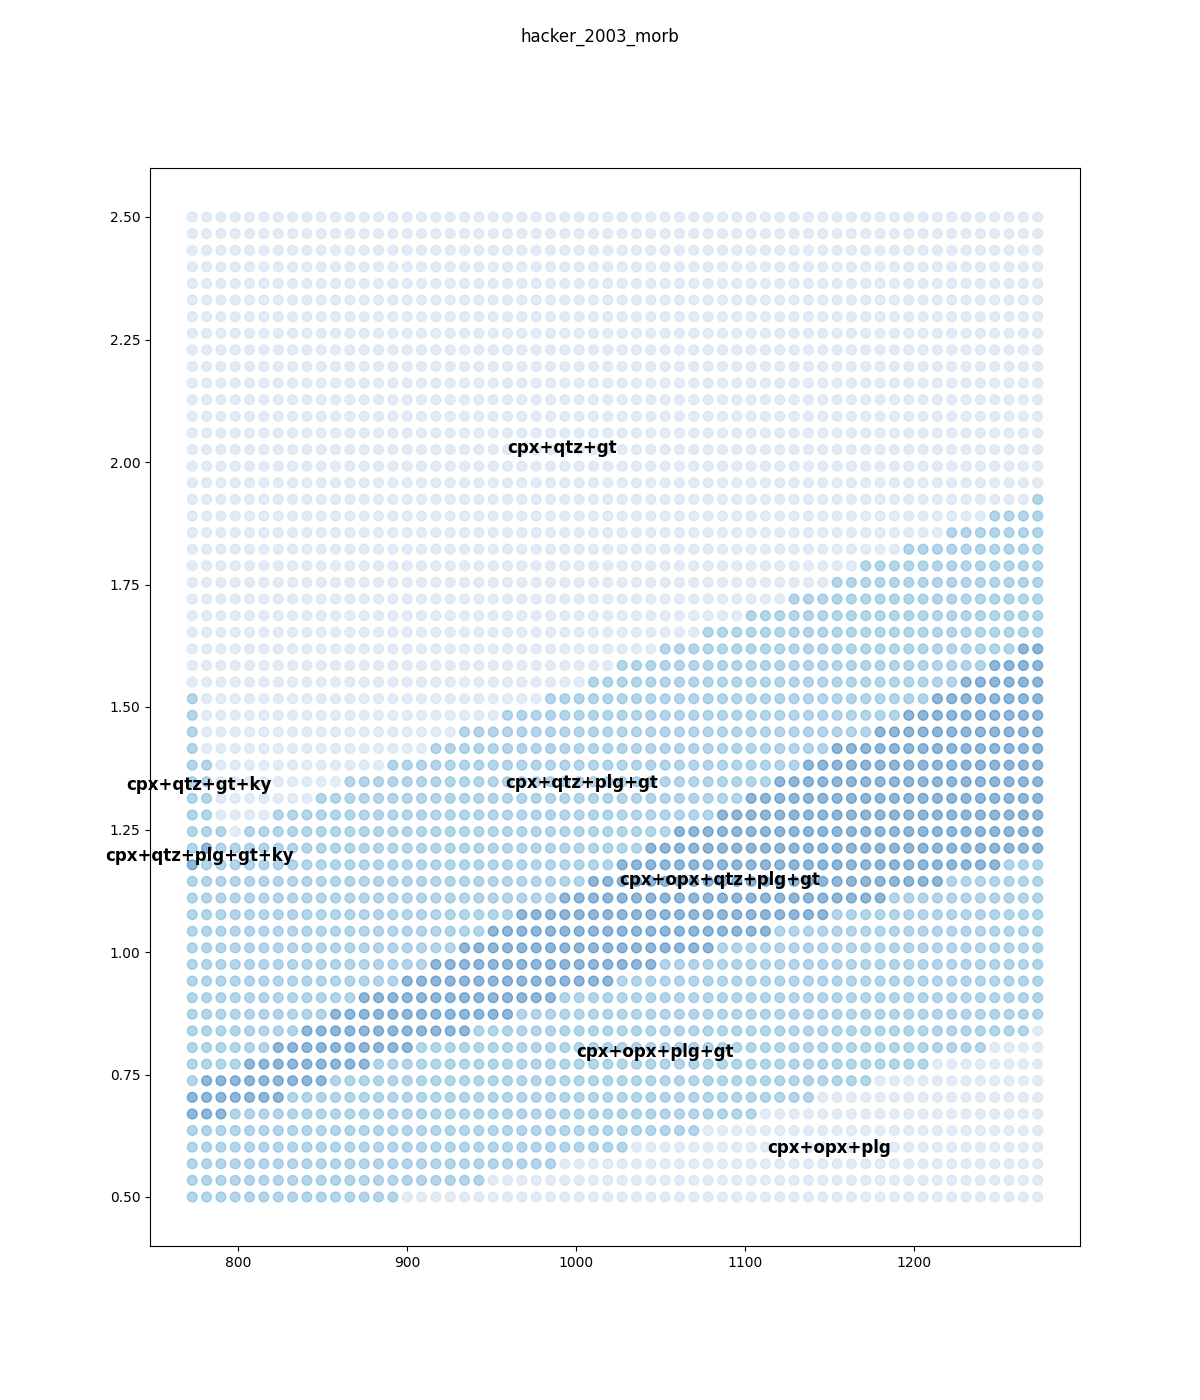 hacker_2003_morb
2.50
2.25
cpx+qtz+gt
2.00
1.75
1.50
cpx+qtz+gt+ky
cpx+qtz+plg+gt
1.25
cpx+qtz+plg+gt+ky
cpx+opx+qtz+plg+gt
1.00
cpx+opx+plg+gt
0.75
cpx+opx+plg
0.50
800 900 1000 1100 1200